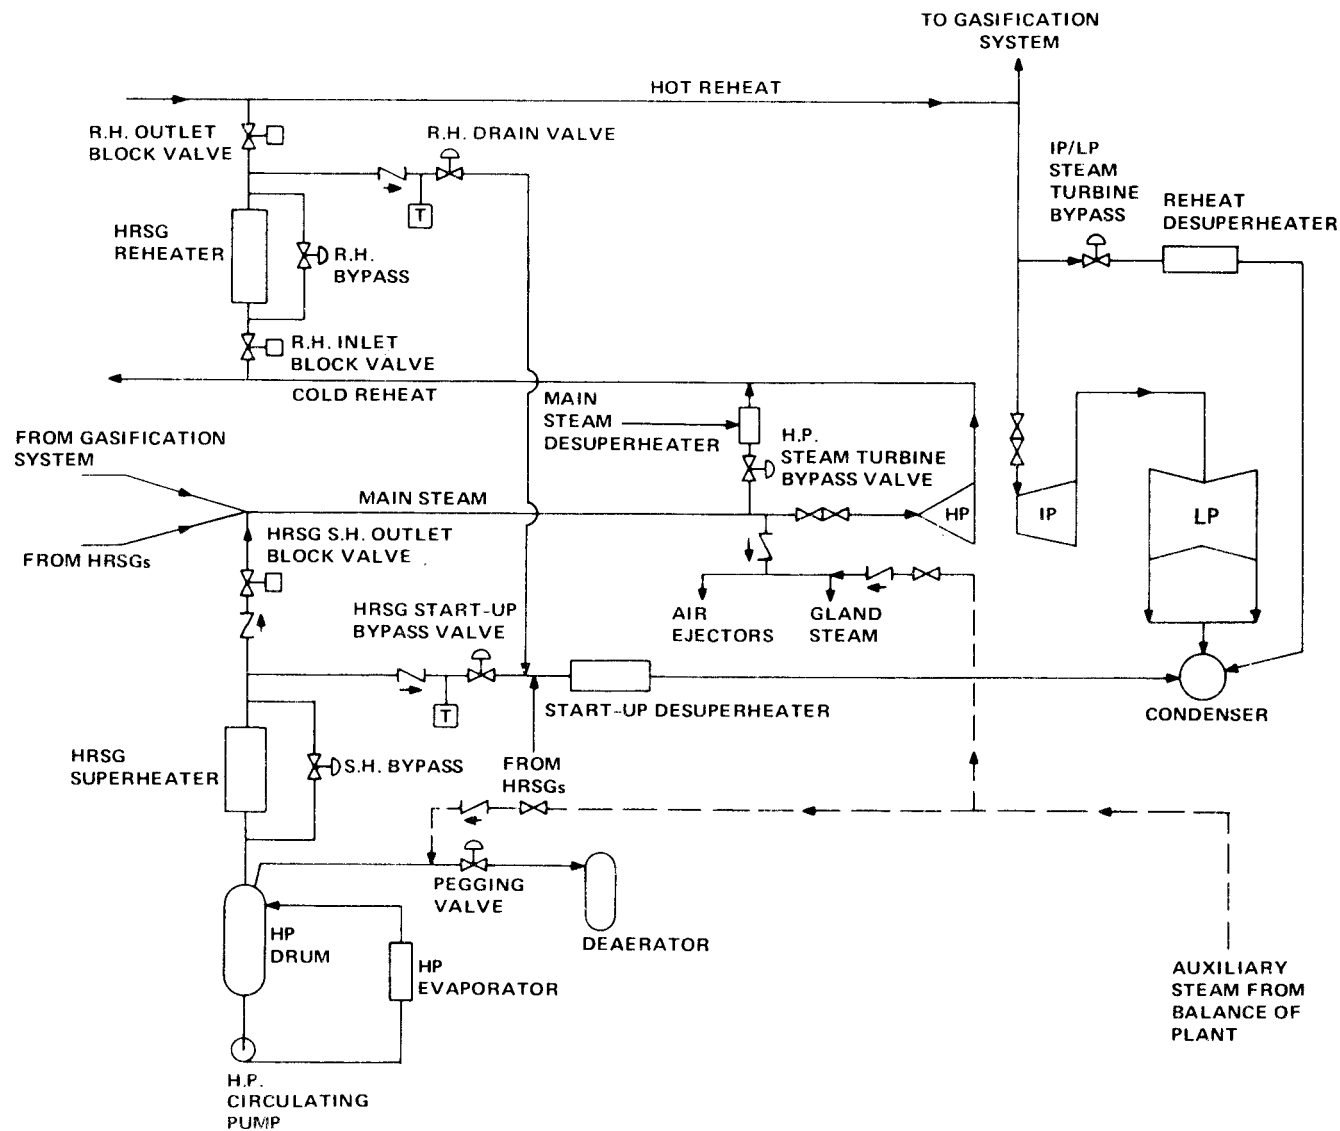 TO GASIFICATION
SYSTEM
HOT REHEAT
R.H. OUTLET
BLOCK VALVE
R.H. DRAIN VALVE
IP/LP
STEAM
TURBINE
BYPASS
REHEAT
DESUPERHEATER
T
HRSG
REHEATER
R.H.
BYPASS
R.H. INLET
BLOCK VALVE
COLD REHEAT
MAIN
STEAM
DESUPERHEATER
H.P.
STEAM TURBINE
BYPASS VALVE
FROM GASIFICATION
SYSTEM
MAIN STEAM
HP
IP
LP
FROM HRSGs
HRSG S.H. OUTLET
BLOCK VALVE
AIR
EJECTORS
GLAND
STEAM
HRSG START-UP
BYPASS VALVE
T
START-UP DESUPERHEATER
CONDENSER
HRSG
SUPERHEATER
S.H. BYPASS
FROM
HRSGs
PEGGING
VALVE
DEAERATOR
HP
DRUM
HP
EVAPORATOR
AUXILIARY
STEAM FROM
BALANCE OF
PLANT
H.P.
CIRCULATING
PUMP